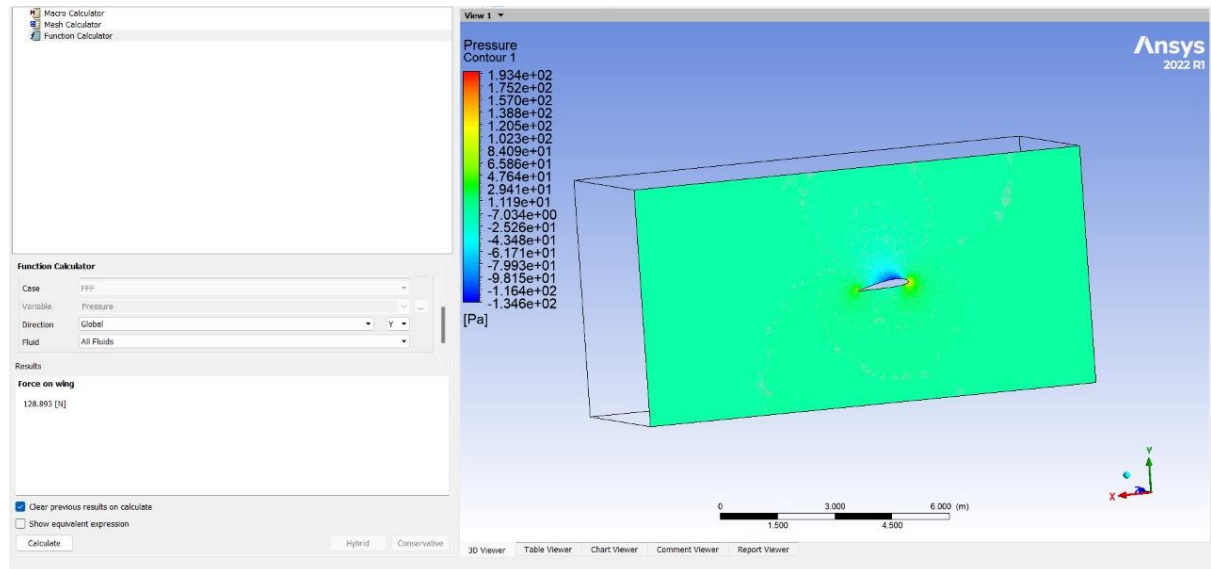 Macro Calculator
Mesh Calculator
Function Calculator
Function Calculator
Case FFF
Variable Pressure ...
Direction Global Y
Fluid All Fluids
Results
Force on wing
128.893 [N]
Clear previous results on calculate
Show equivalent expression
Calculate Hybrid Conservative
View 1
Pressure
Contour 1
1.934e+02
1.752e+02
1.570e+02
1.388e+02
1.205e+02
1.023e+02
8.409e+01
6.586e+01
4.764e+01
2.941e+01
1.119e+01
-7.034e+00
-2.526e+01
-4.348e+01
-6.171e+01
-7.993e+01
-9.815e+01
-1.164e+02
-1.346e+02
[Pa]
Ansys
2022 R1
Y
X
Z
0 3.000 6.000 (m)
1.500 4.500
3D Viewer Table Viewer Chart Viewer Comment Viewer Report Viewer